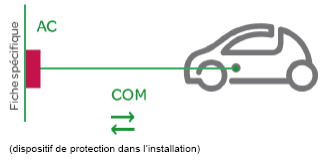 Fiche spécifique
AC
COM
(dispositif de protection dans l'installation)